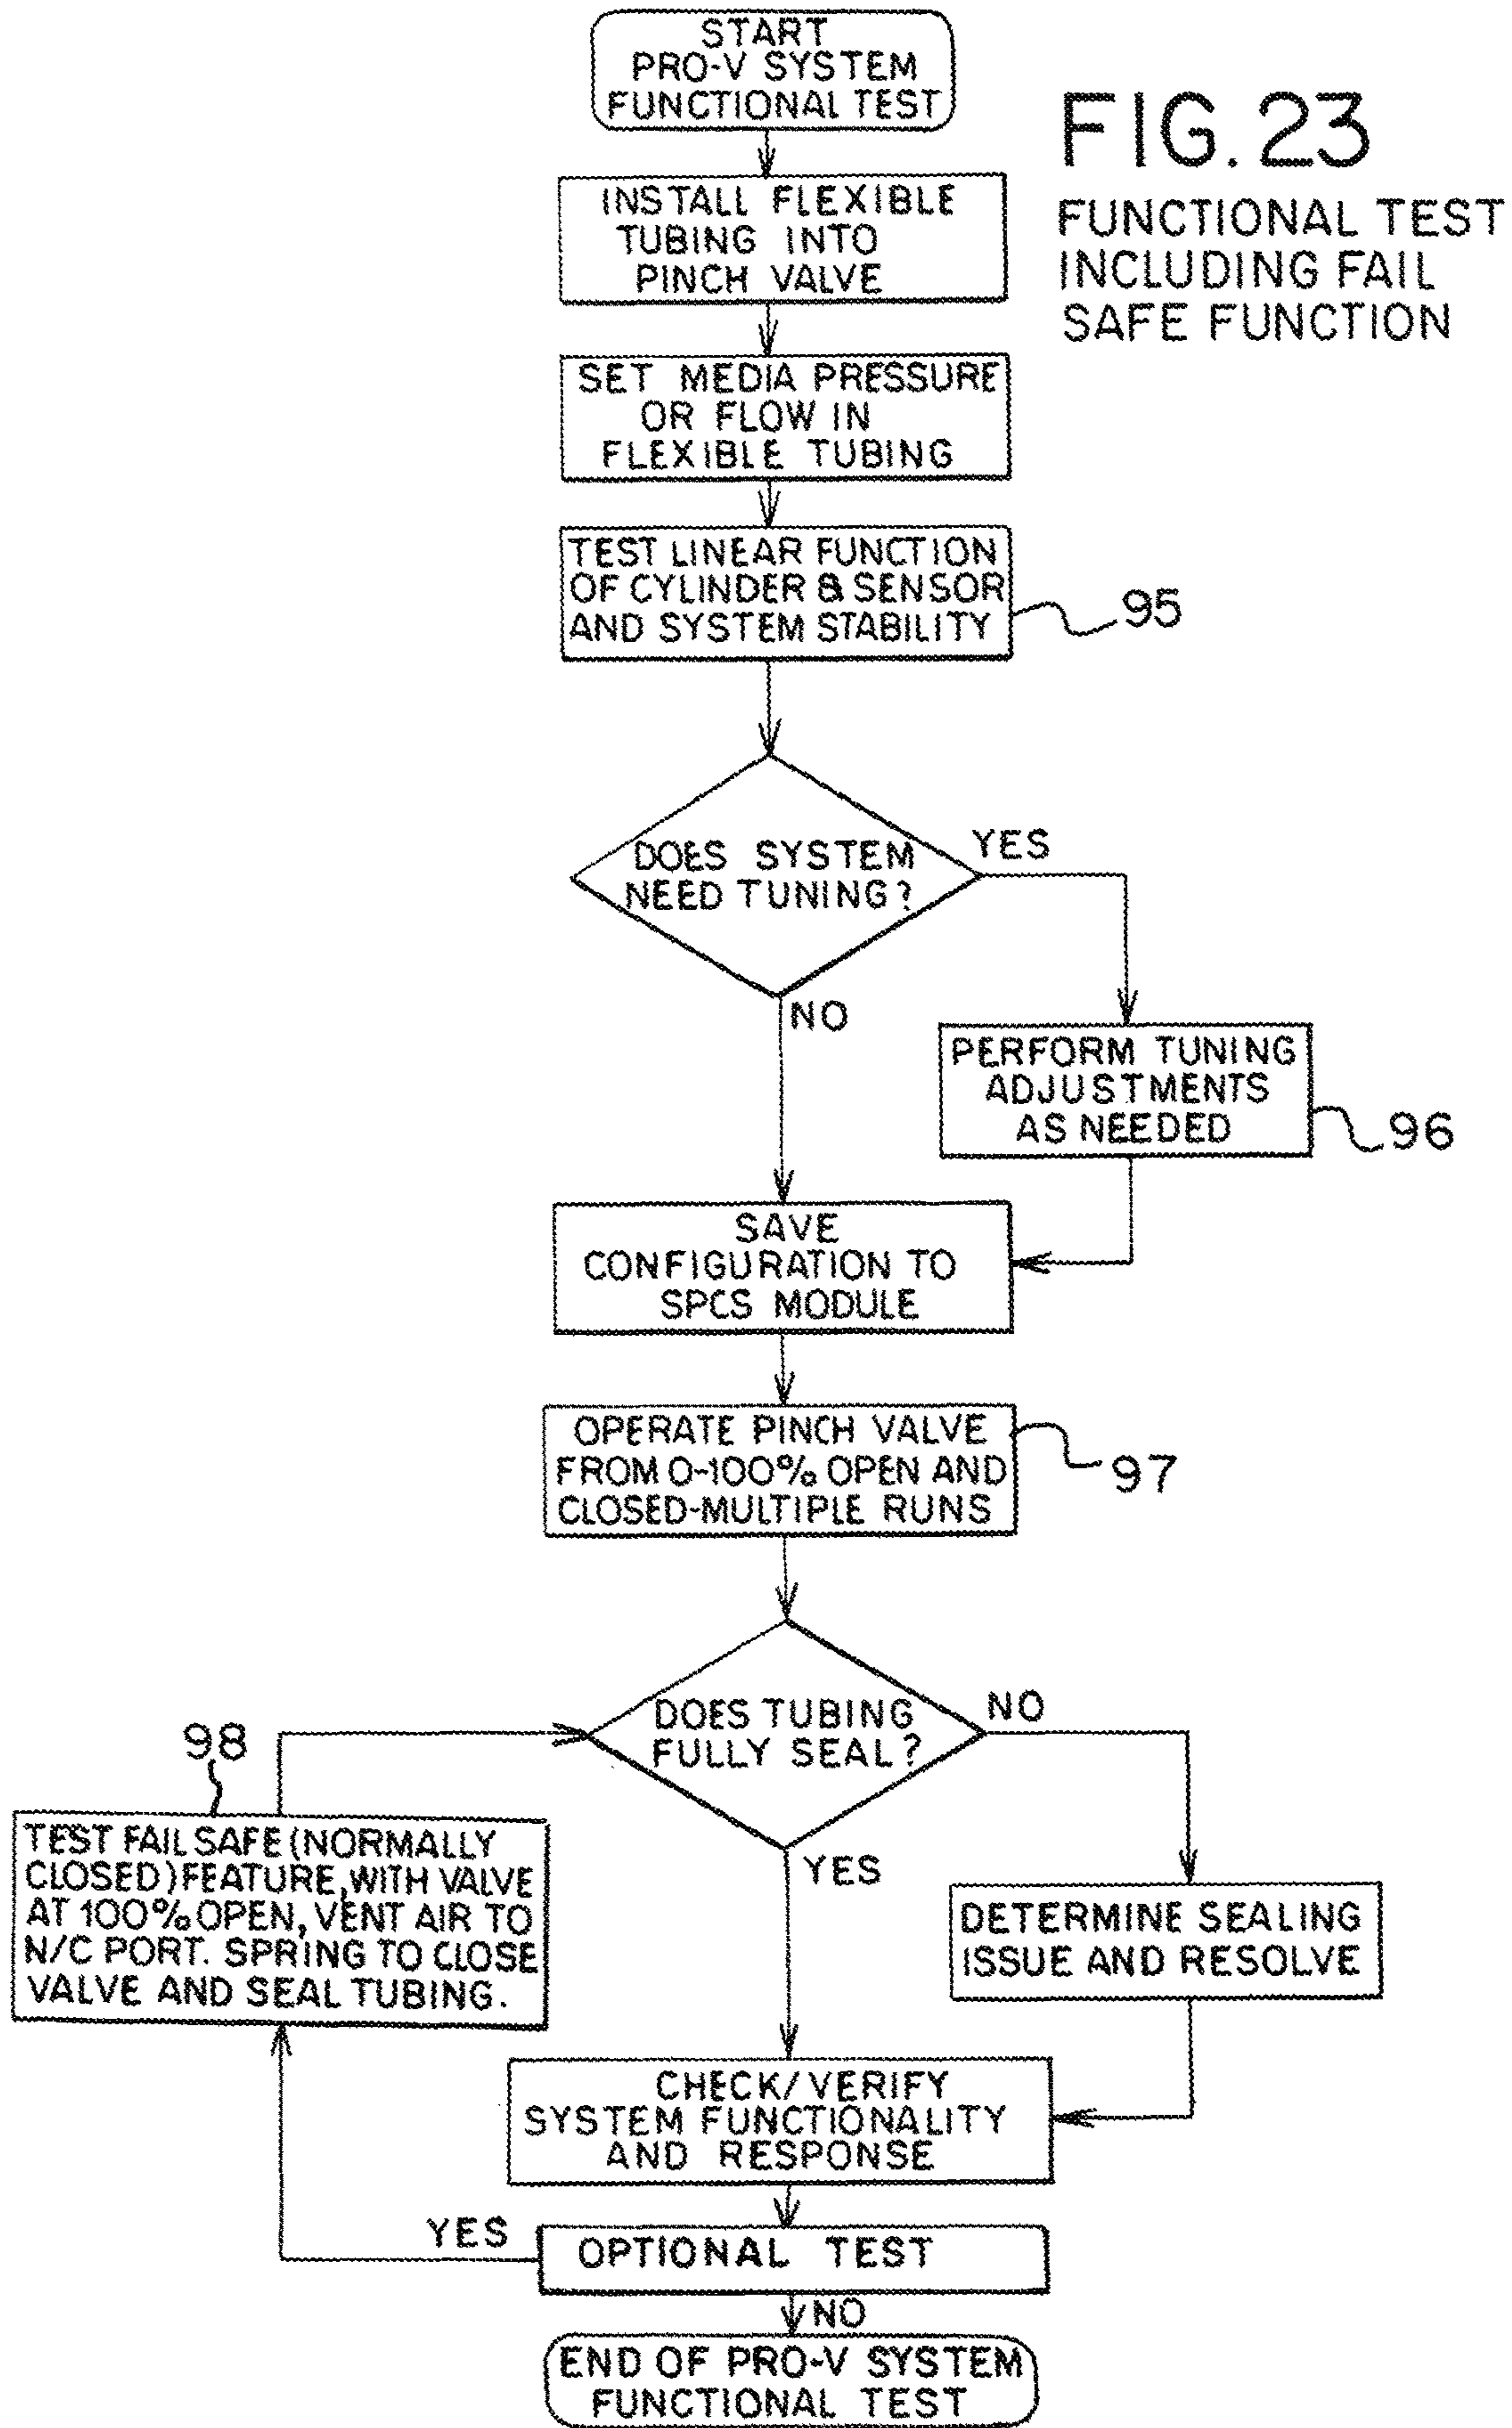 START
PRO-V SYSTEM
FUNCTIONAL TEST
FIG. 23
FUNCTIONAL TEST
INCLUDING FAIL
SAFE FUNCTION
INSTALL FLEXIBLE
TUBING INTO
PINCH VALVE
SET MEDIA PRESSURE
OR FLOW IN
FLEXIBLE TUBING
TEST LINEAR FUNCTION
OF CYLINDER & SENSOR
AND SYSTEM STABILITY
95
DOES SYSTEM
NEED TUNING?
YES
NO
PERFORM TUNING
ADJUSTMENTS
AS NEEDED
96
SAVE
CONFIGURATION TO
SPCS MODULE
OPERATE PINCH VALVE
FROM 0-100% OPEN AND
CLOSED-MULTIPLE RUNS
97
DOES TUBING
FULLY SEAL?
NO
YES
98
TEST FAIL SAFE (NORMALLY
CLOSED) FEATURE, WITH VALVE
AT 100% OPEN, VENT AIR TO
N/C PORT. SPRING TO CLOSE
VALVE AND SEAL TUBING.
DETERMINE SEALING
ISSUE AND RESOLVE
CHECK/VERIFY
SYSTEM FUNCTIONALITY
AND RESPONSE
YES
OPTIONAL TEST
NO
END OF PRO-V SYSTEM
FUNCTIONAL TEST